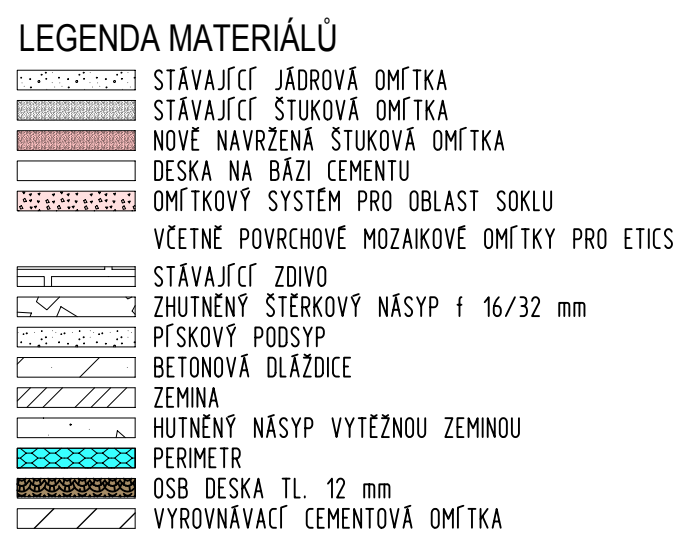 LEGENDA MATERIÁLŮ
STÁVAJÍCÍ JÁDROVÁ OMÍTKA
STÁVAJÍCÍ ŠTUKOVÁ OMÍTKA
NOVĚ NAVRŽENÁ ŠTUKOVÁ OMÍTKA
DESKA NA BÁZI CEMENTU
OMÍTKOVÝ SYSTÉM PRO OBLAST SOKLU
VČETNĚ POVRCHOVÉ MOZAIKOVÉ OMÍTKY PRO ETICS
STÁVAJÍCÍ ZDIVO
ZHUTNĚNÝ ŠTĚRKOVÝ NÁSYP f 16/32 mm
PÍSKOVÝ PODSYP
BETONOVÁ DLÁŽDICE
ZEMINA
HUTNĚNÝ NÁSYP VYTĚŽNOU ZEMINOU
PERIMETR
OSB DESKA TL. 12 mm
VYROVNÁVACÍ CEMENTOVÁ OMÍTKA